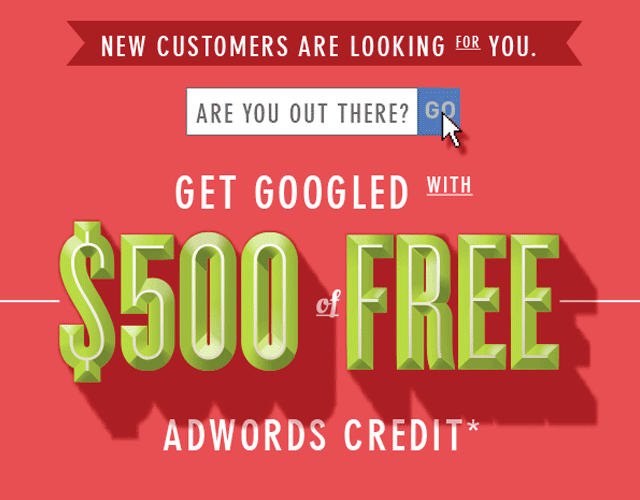 NEW CUSTOMERS ARE LOOKING FOR YOU.
ARE YOU OUT THERE? GO
GET GOOGLED WITH
$500 of FREE
ADWORDS CREDIT*